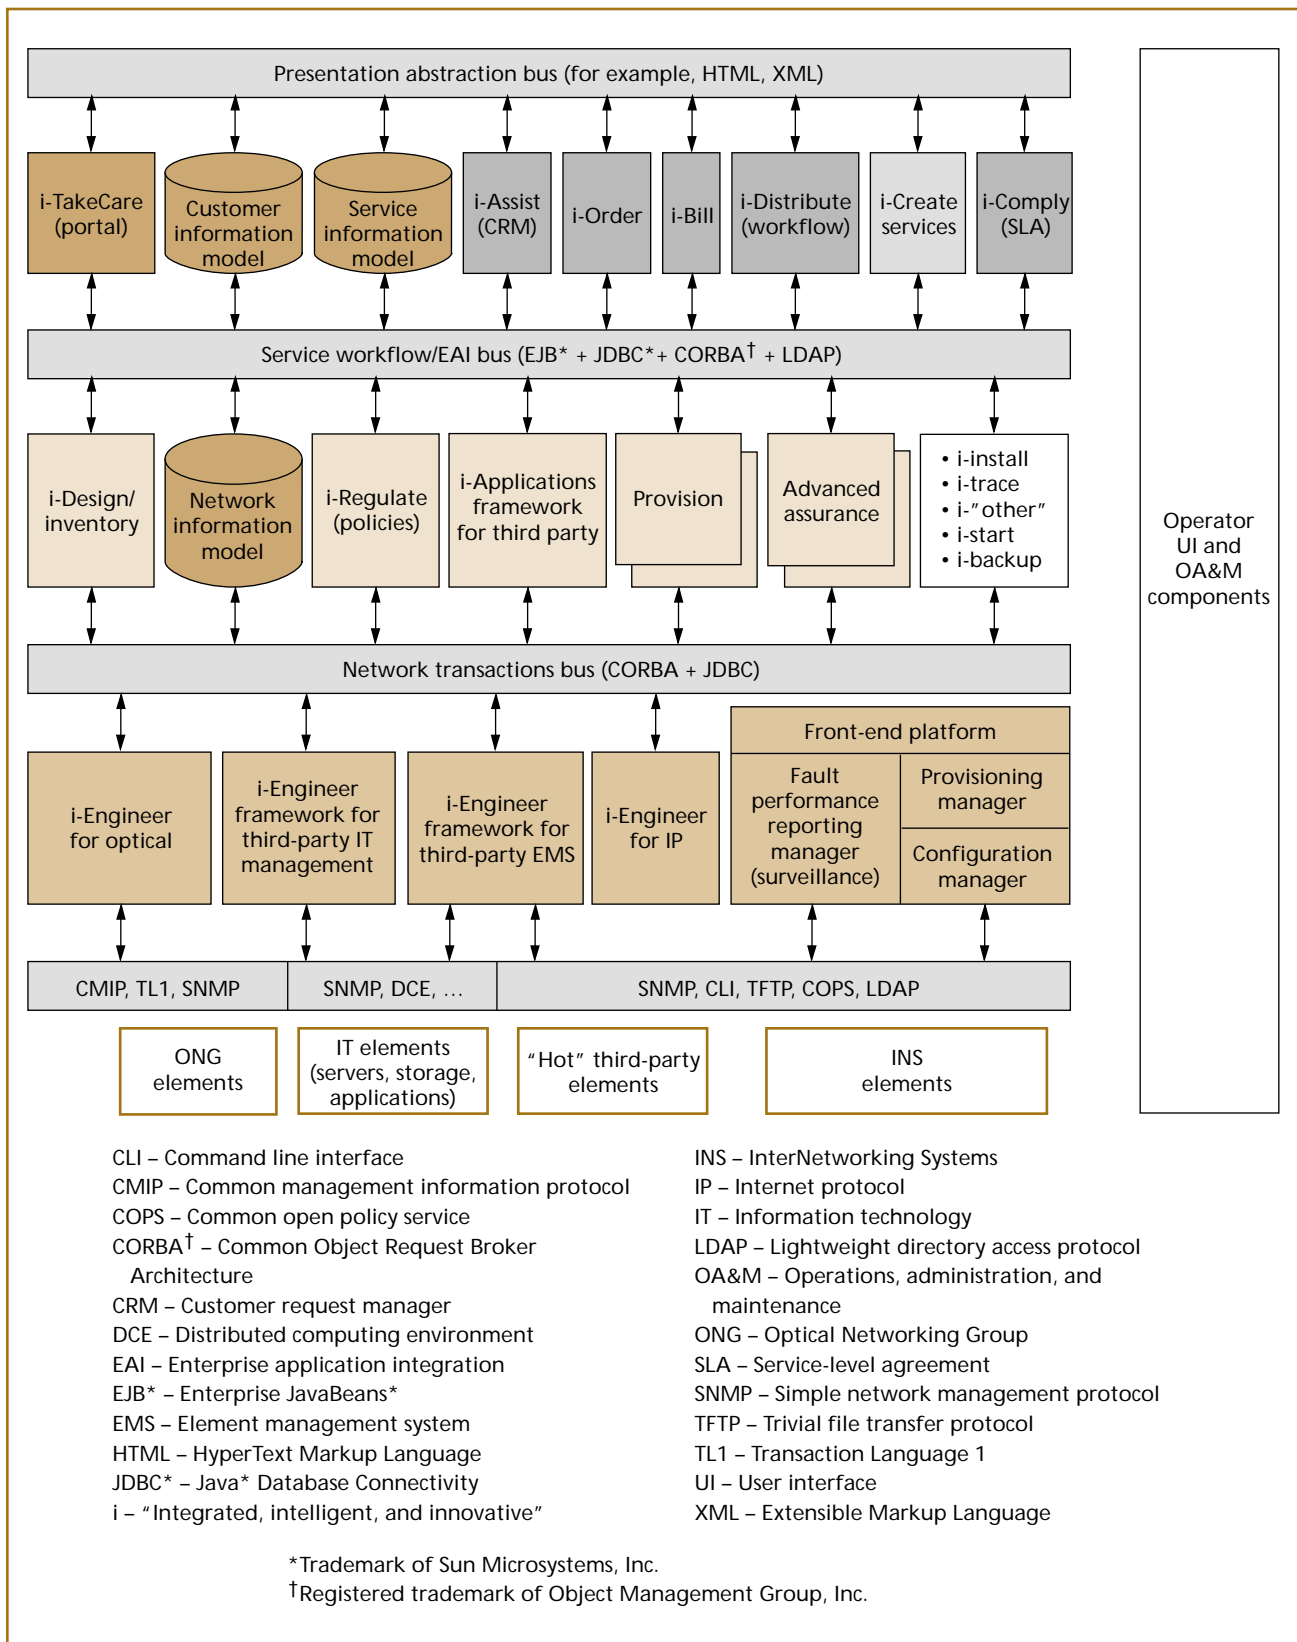 Presentation abstraction bus (for example, HTML, XML)
i-TakeCare
(portal)
Customer
information
model
Service
information
model
i-Assist
(CRM)
i-Order
i-Bill
i-Distribute
(workflow)
i-Create
services
i-Comply
(SLA)
Service workflow/EAI bus (EJB* + JDBC*+ CORBA† + LDAP)
i-Design/
inventory
Network
information
model
i-Regulate
(policies)
i-Applications
framework
for third party
Provision
Advanced
assurance
• i-install
• i-trace
• i-"other"
• i-start
• i-backup
Operator
UI and
OA&M
components
Network transactions bus (CORBA + JDBC)
i-Engineer
for optical
i-Engineer
framework for
third-party IT
management
i-Engineer
framework for
third-party EMS
i-Engineer
for IP
Front-end platform
Fault
performance
reporting
manager
(surveillance)
Provisioning
manager
Configuration
manager
CMIP, TL1, SNMP
SNMP, DCE, …
SNMP, CLI, TFTP, COPS, LDAP
ONG
elements
IT elements
(servers, storage,
applications)
“Hot” third-party
elements
INS
elements
CLI – Command line interface
CMIP – Common management information protocol
COPS – Common open policy service
CORBA† – Common Object Request Broker
Architecture
CRM – Customer request manager
DCE – Distributed computing environment
EAI – Enterprise application integration
EJB* – Enterprise JavaBeans*
EMS – Element management system
HTML – HyperText Markup Language
JDBC* – Java* Database Connectivity
i – “Integrated, intelligent, and innovative”
INS – InterNetworking Systems
IP – Internet protocol
IT – Information technology
LDAP – Lightweight directory access protocol
OA&M – Operations, administration, and
maintenance
ONG – Optical Networking Group
SLA – Service-level agreement
SNMP – Simple network management protocol
TFTP – Trivial file transfer protocol
TL1 – Transaction Language 1
UI – User interface
XML – Extensible Markup Language
*Trademark of Sun Microsystems, Inc.
†Registered trademark of Object Management Group, Inc.